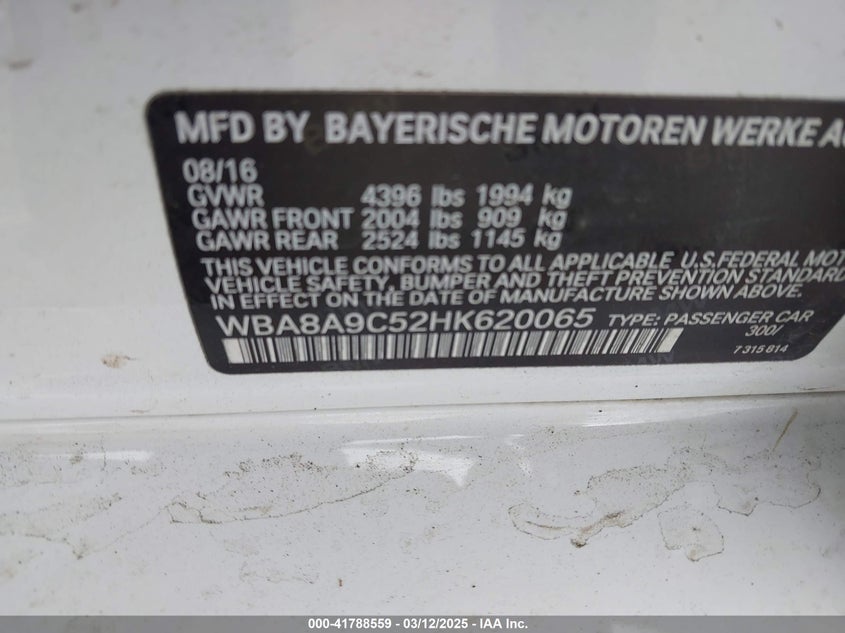 MFD BY BAYERISCHE MOTOREN WERKE AG
08/16
GVWR 4396 lbs 1994 kg
GAWR FRONT 2004 lbs 909 kg
GAWR REAR 2524 lbs 1145 kg
THIS VEHICLE CONFORMS TO ALL APPLICABLE U.S.FEDERAL MOT
VEHICLE SAFETY, BUMPER AND THEFT PREVENTION STANDARD
IN EFFECT ON THE DATE OF MANUFACTURE SHOWN ABOVE.
WBA8A9C52HK620065 TYPE: PASSENGER CAR
300/
7 315 814
000-41788559 — 03/12/2025 — IAA Inc.